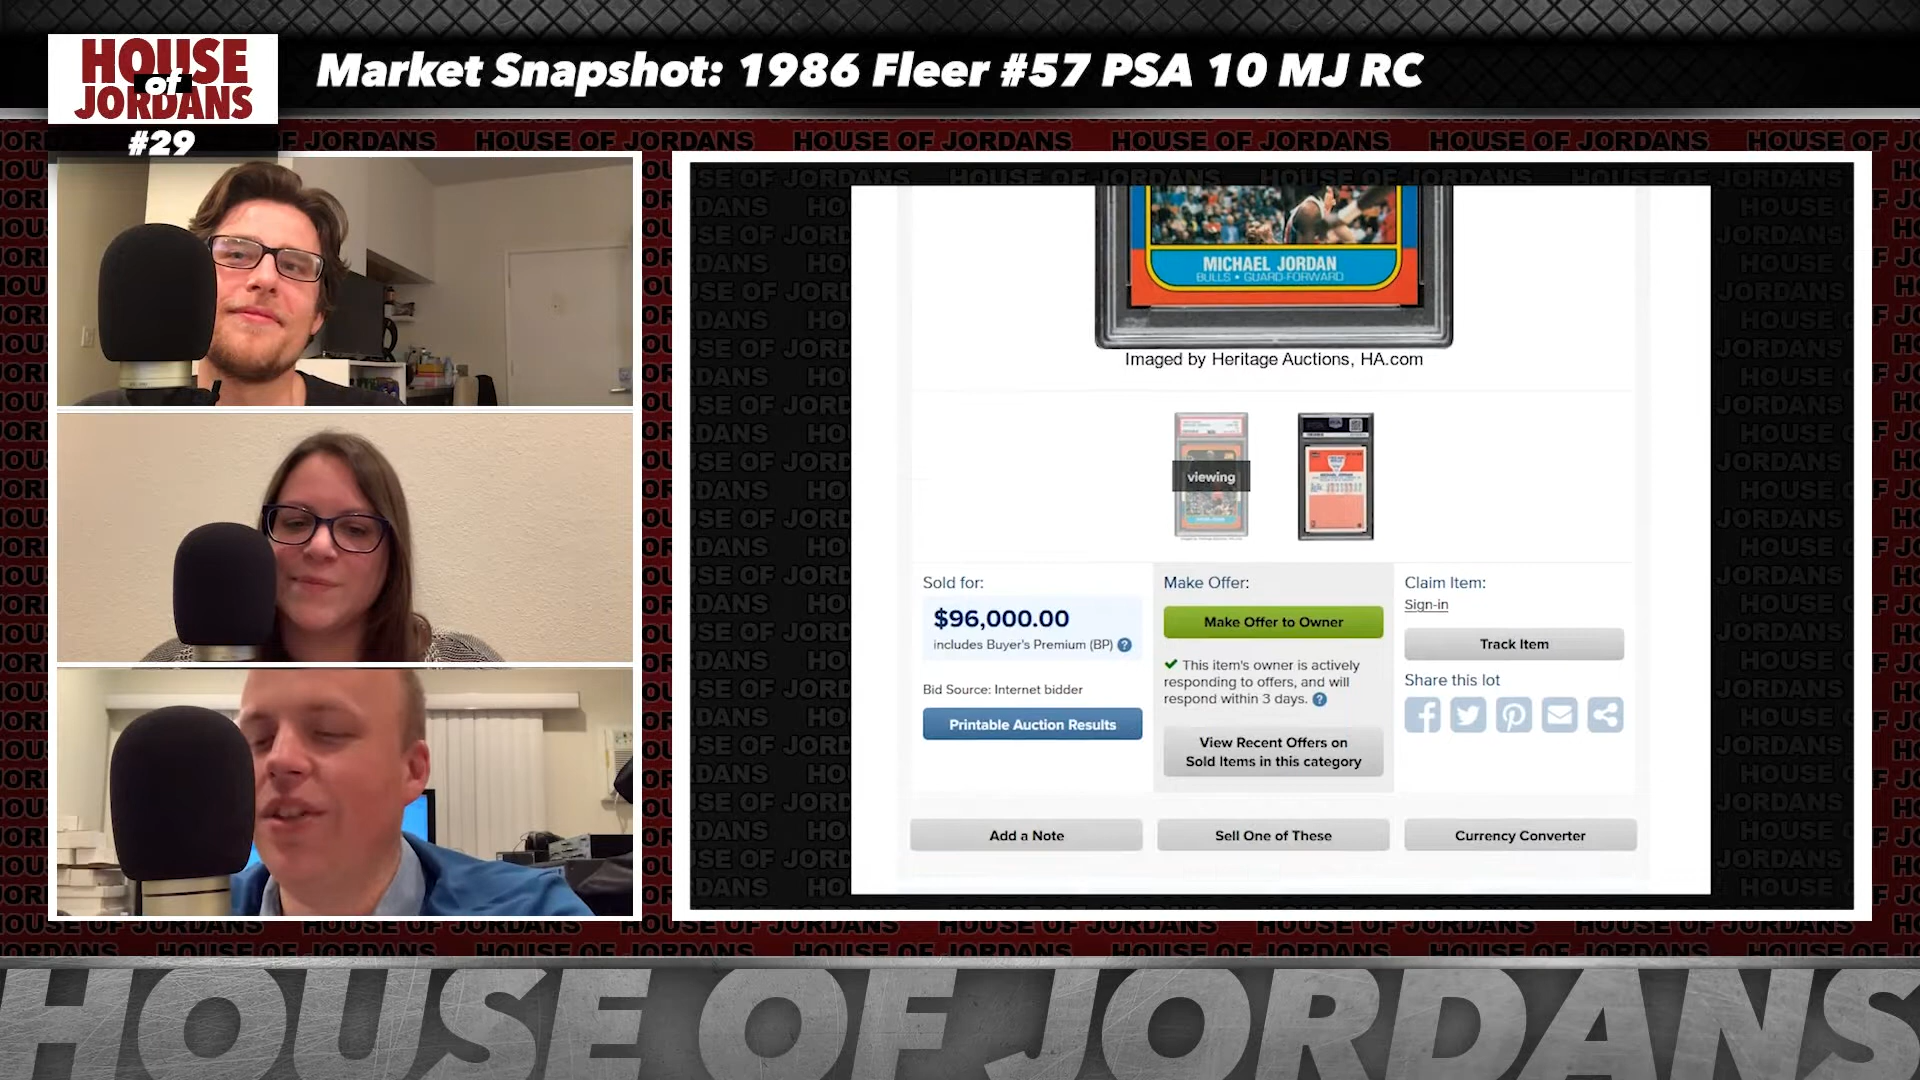 HOUSE
of
JORDANS
#29
Market Snapshot: 1986 Fleer #57 PSA 10 MJ RC
MICHAEL JORDAN
BULLS • GUARD-FORWARD
Imaged by Heritage Auctions, HA.com
viewing
Sold for:
$96,000.00
includes Buyer's Premium (BP) ?
Bid Source: Internet bidder
Printable Auction Results
Make Offer:
Make Offer to Owner
This item's owner is actively
responding to offers, and will
respond within 3 days. ?
View Recent Offers on
Sold Items in this category
Claim Item:
Sign-in
Track Item
Share this lot
Add a Note
Sell One of These
Currency Converter
HOUSE OF JORDANS